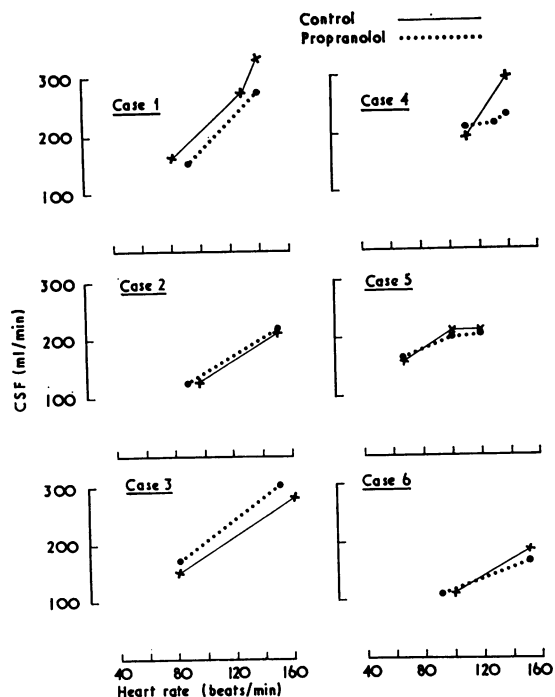 Control
Propranolol
300
200
100
Case 1
Case 4
300
200
100
Case 2
Case 5
CSF (ml/min)
300
200
100
Case 3
Case 6
40 80 120 160
40 80 120 160
Heart rate (beats/min)